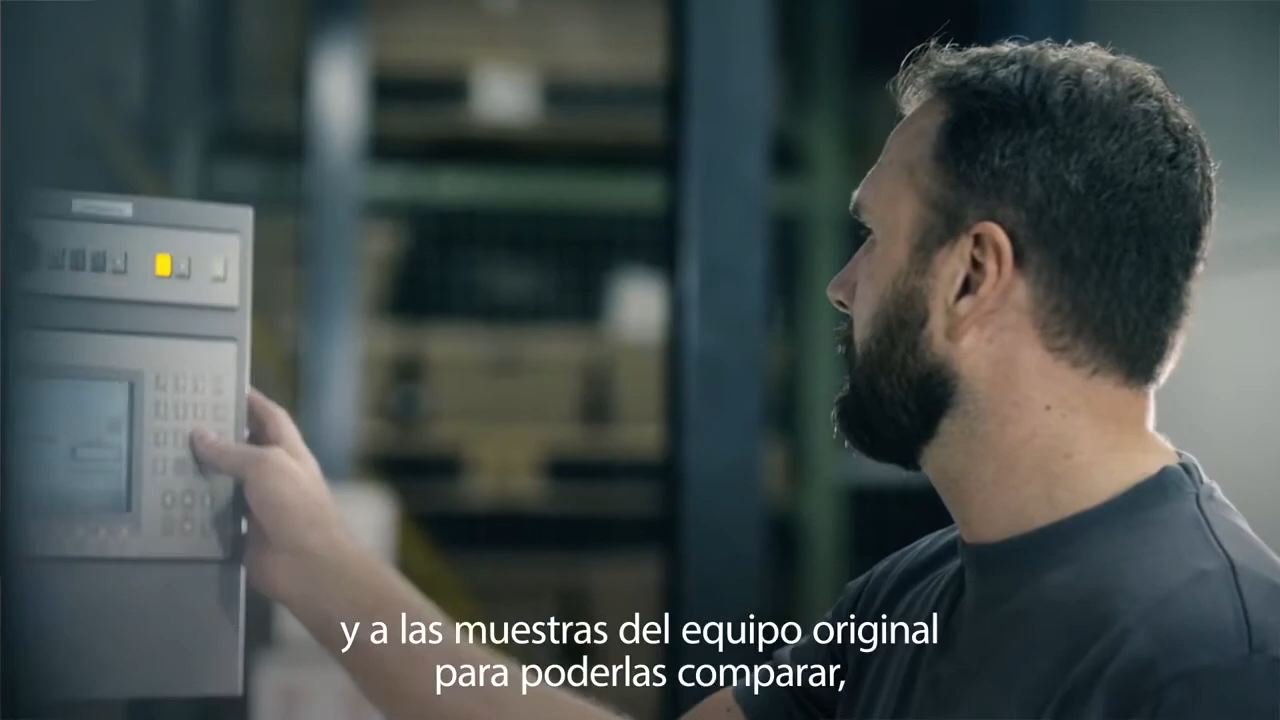 y a las muestras del equipo original
para poderlas comparar,